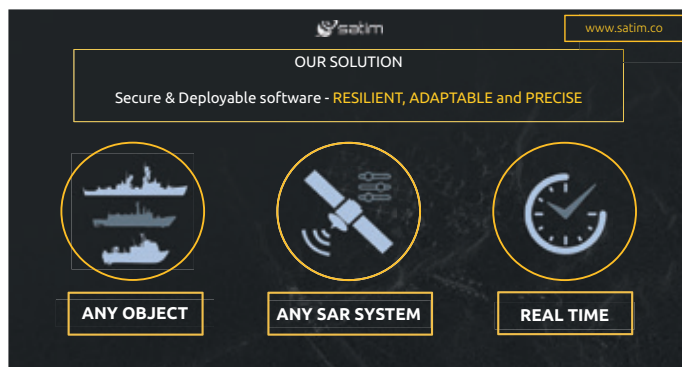 satim
www.satim.co
OUR SOLUTION
Secure & Deployable software - RESILIENT, ADAPTABLE and PRECISE
ANY OBJECT
ANY SAR SYSTEM
REAL TIME